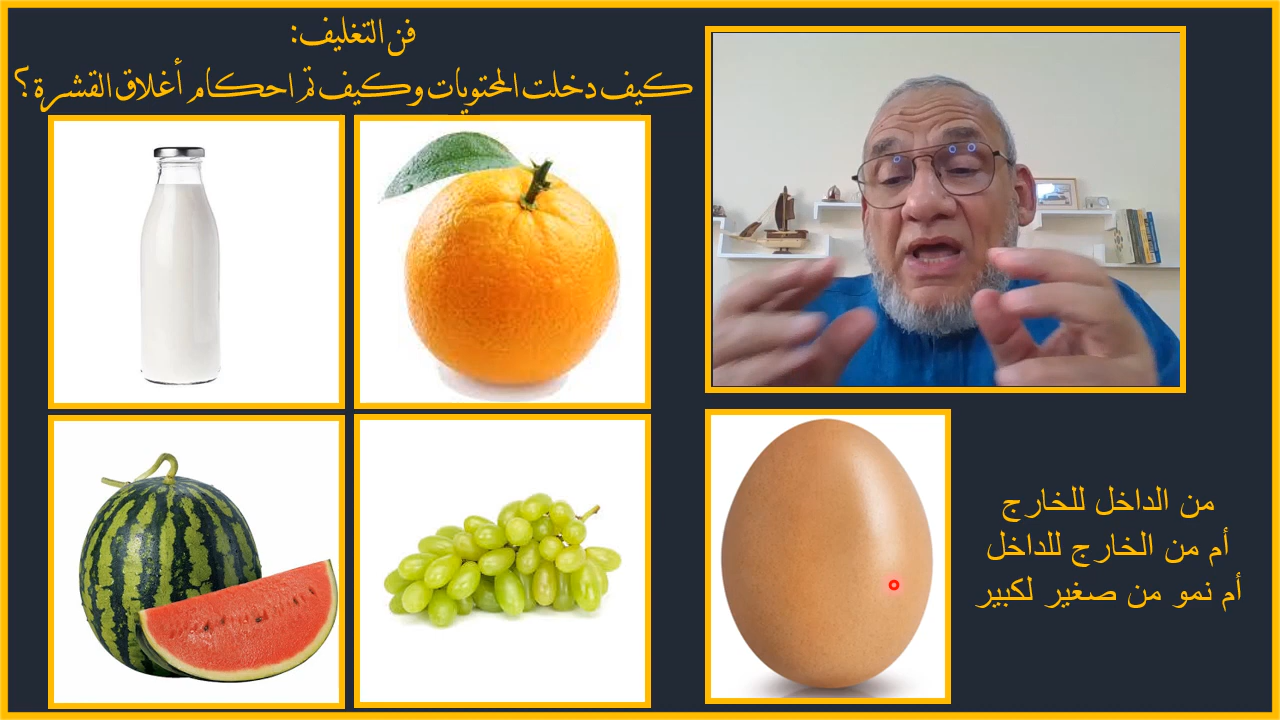 فن التغليف:
كيف دخلت المحتويات وكيف تم احكام أغلاق القشرة؟
من الداخل للخارج
أم من الخارج للداخل
أم نمو من صغير لكبير